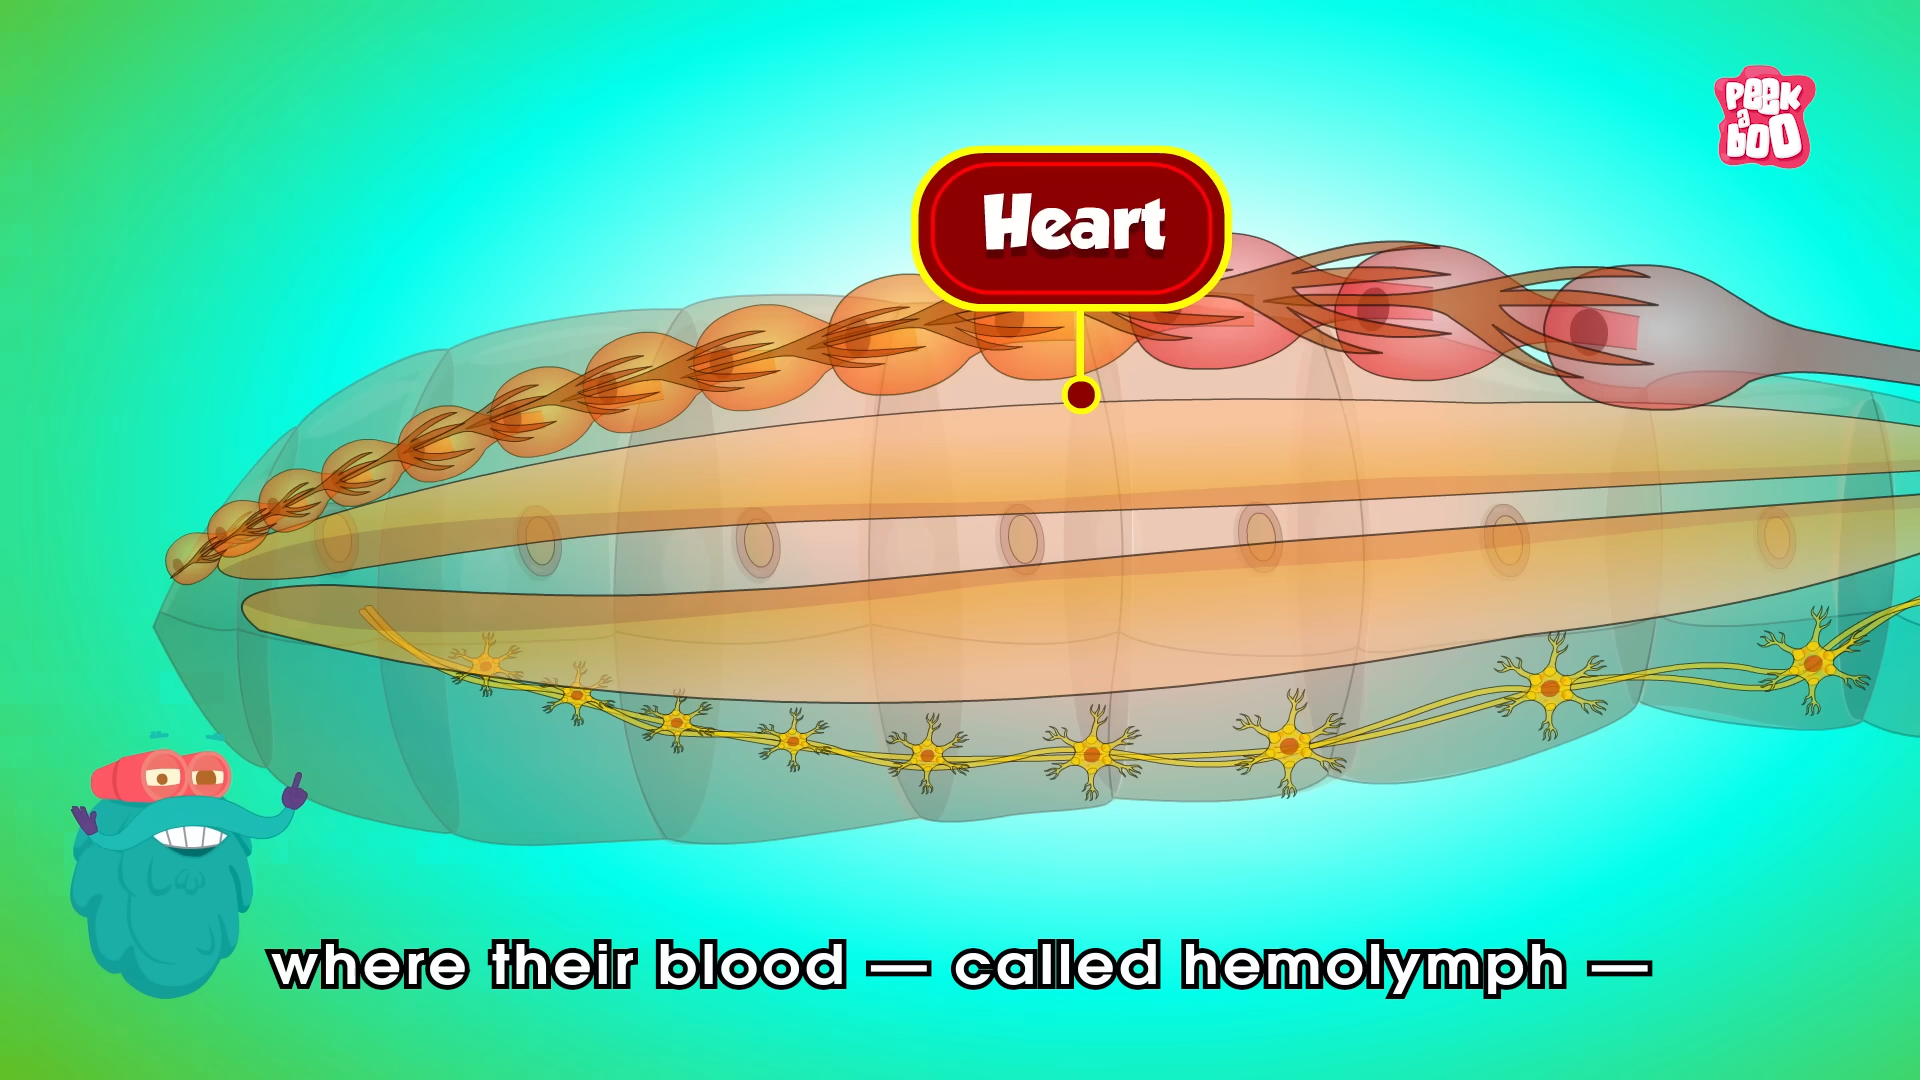 Peek
a
boo
Heart
where their blood — called hemolymph —